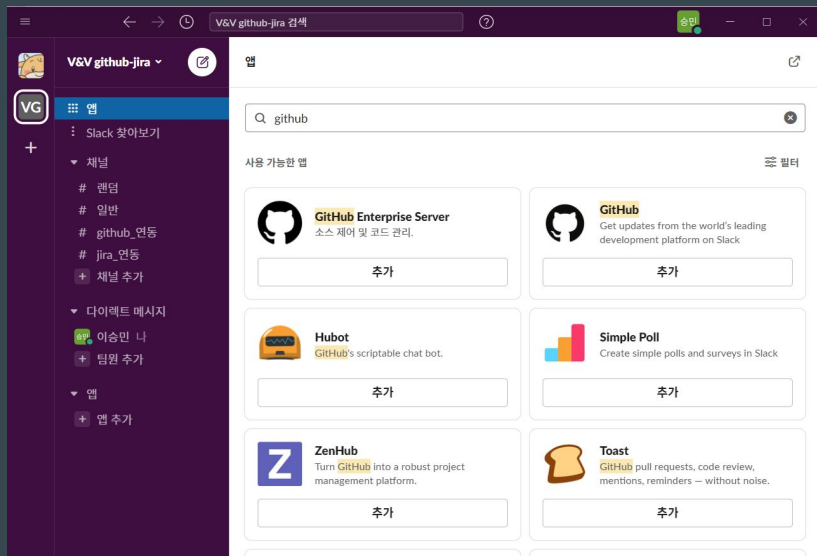 V&V github-jira 검색
승민
V&V github-jira
VG
앱
Slack 찾아보기
채널
# 랜덤
# 일반
# github_연동
# jira_연동
+ 채널 추가
다이렉트 메시지
승민 이승민 나
+ 팀원 추가
앱
+ 앱 추가
앱
github
사용 가능한 앱
필터
GitHub Enterprise Server
소스 제어 및 코드 관리.
추가
GitHub
Get updates from the world's leading
development platform on Slack
추가
Hubot
GitHub's scriptable chat bot.
추가
Simple Poll
Create simple polls and surveys in Slack
추가
Z
ZenHub
Turn GitHub into a robust project
management platform.
추가
Toast
GitHub pull requests, code review,
mentions, reminders — without noise.
추가